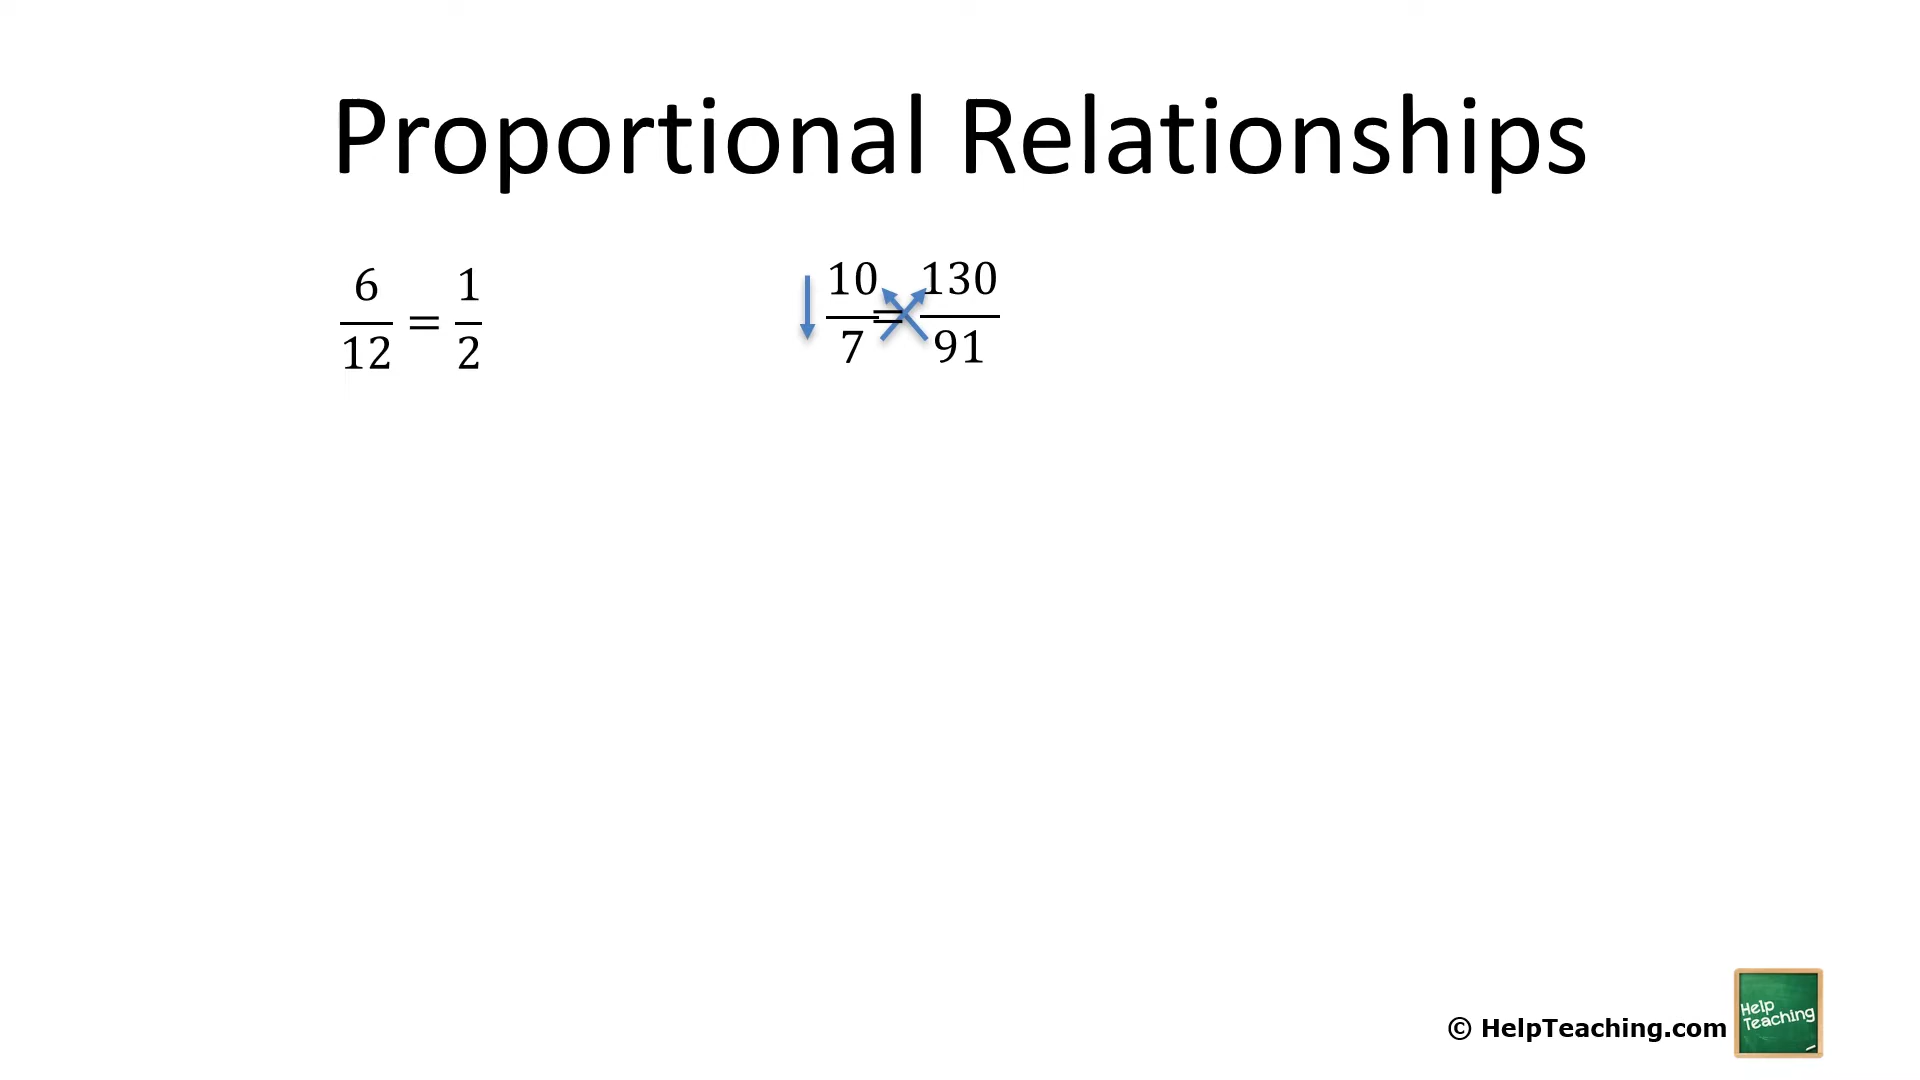 Proportional Relationships
6/12 = 1/2
10/7 = 130/91
© HelpTeaching.com
Help
Teaching